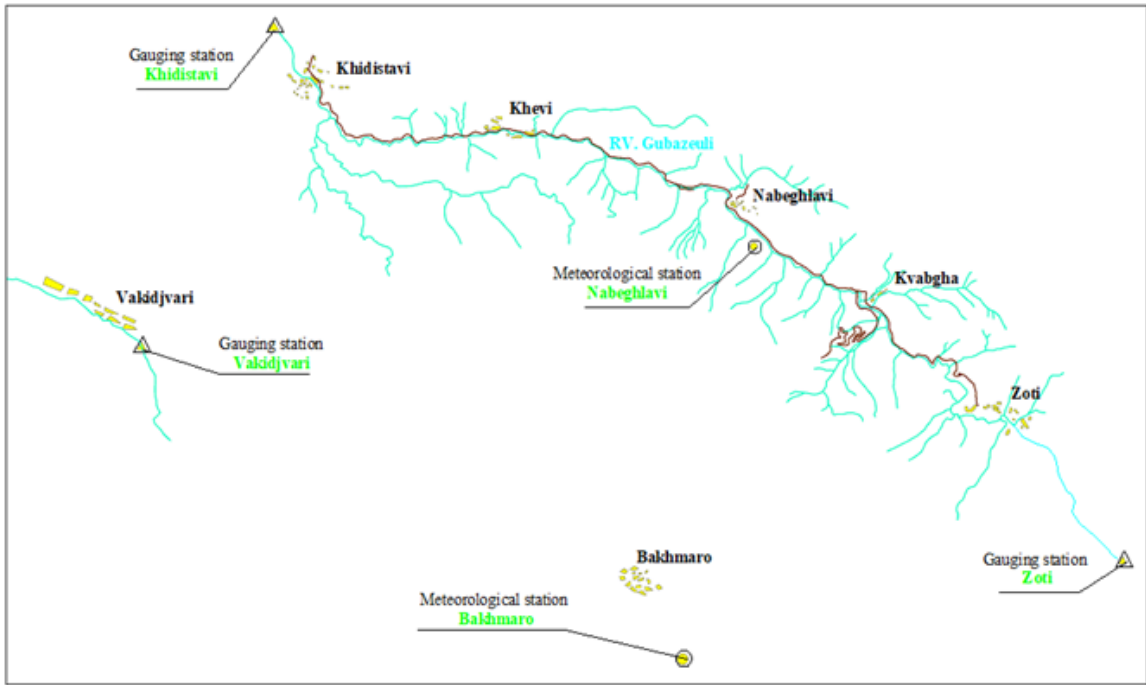 Gauging station
Khidistavi
Khidistavi
Khevi
RV. Gubazeuli
Nabeghlavi
Meteorological station
Nabeghlavi
Kvabgha
Vakidjvari
Gauging station
Vakidjvari
Zoti
Bakhmaro
Gauging station
Zoti
Meteorological station
Bakhmaro